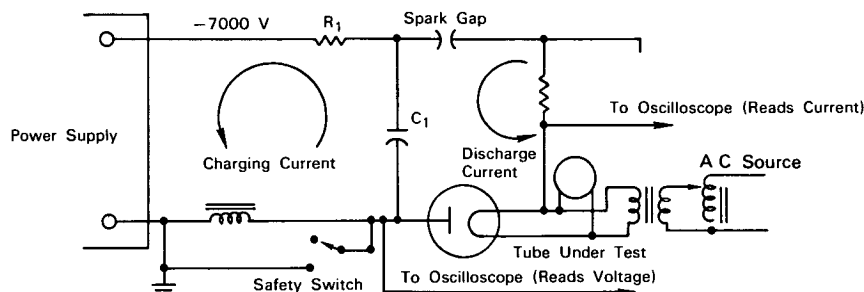 -7000 V
R1
Spark Gap
C1
To Oscilloscope (Reads Current)
Power Supply
Charging Current
Discharge
Current
AC Source
Tube Under Test
Safety Switch
To Oscilloscope (Reads Voltage)